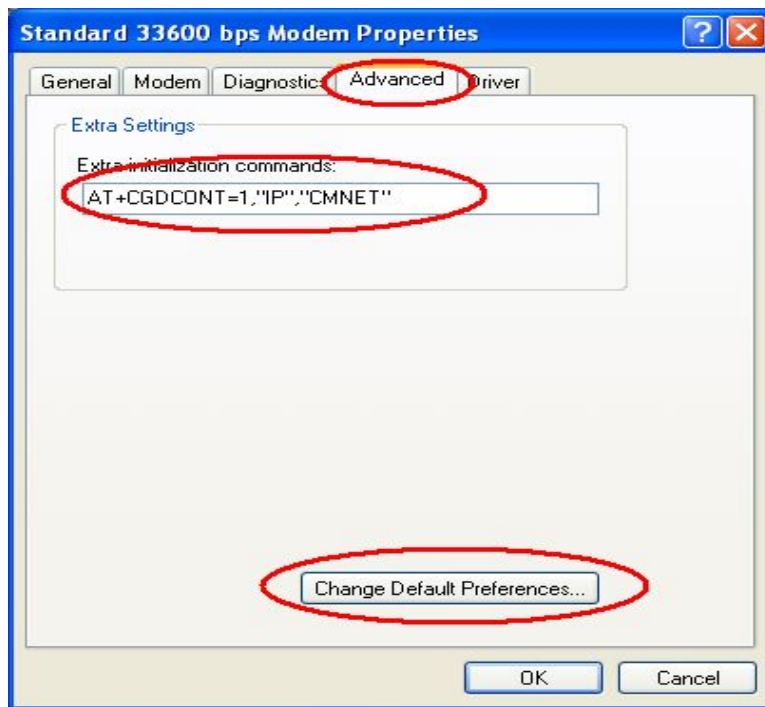 Standard 33600 bps Modem Properties
General Modem Diagnostics Advanced Driver
Extra Settings
Extra initialization commands:
AT+CGDCONT=1,"IP","CMNET"
Change Default Preferences...
OK Cancel